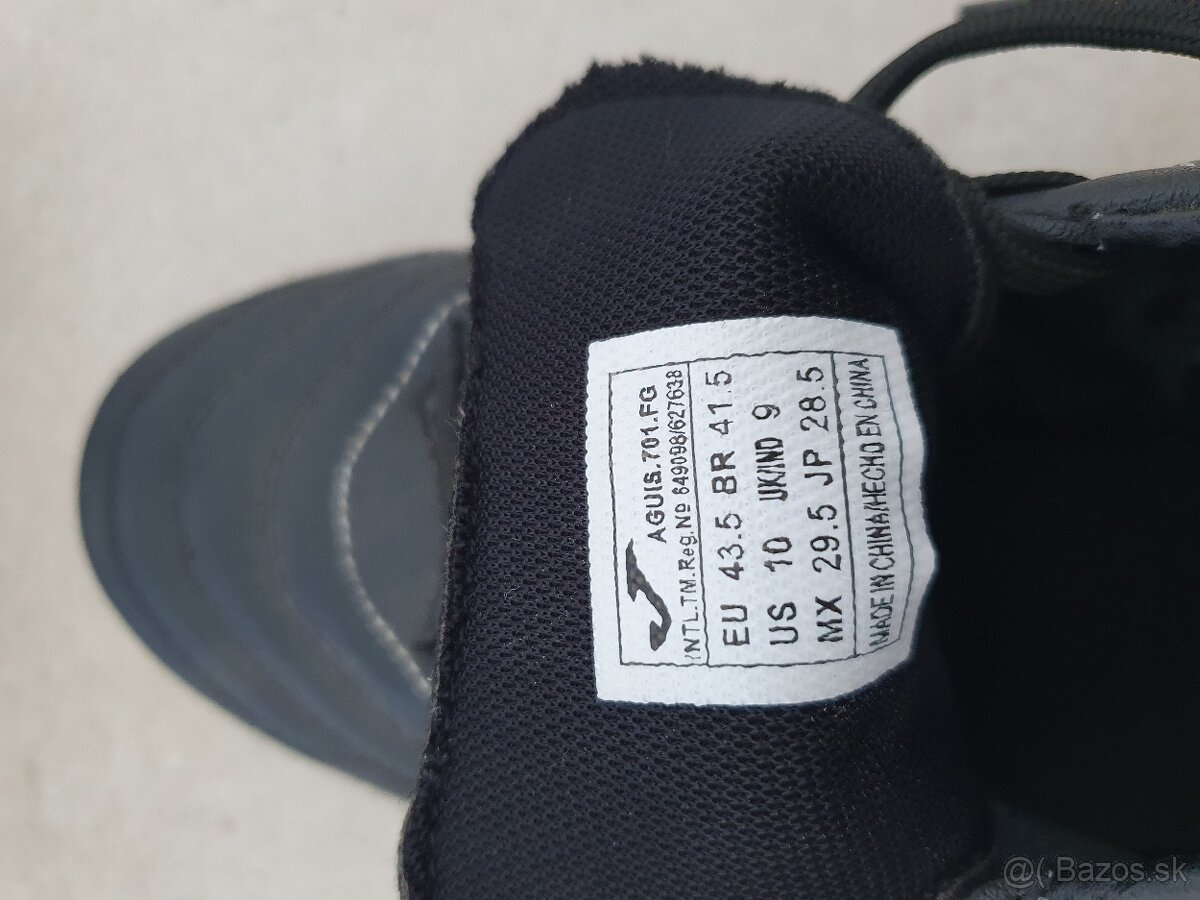 AGUIS.701.FG
INTL.TM.Reg.Nº 649098/627638
EU 43.5 BR 41.5
US 10 UK/IND 9
MX 29.5 JP 28.5
MADE IN CHINA/HECHO EN CHINA
@(· Bazos.sk